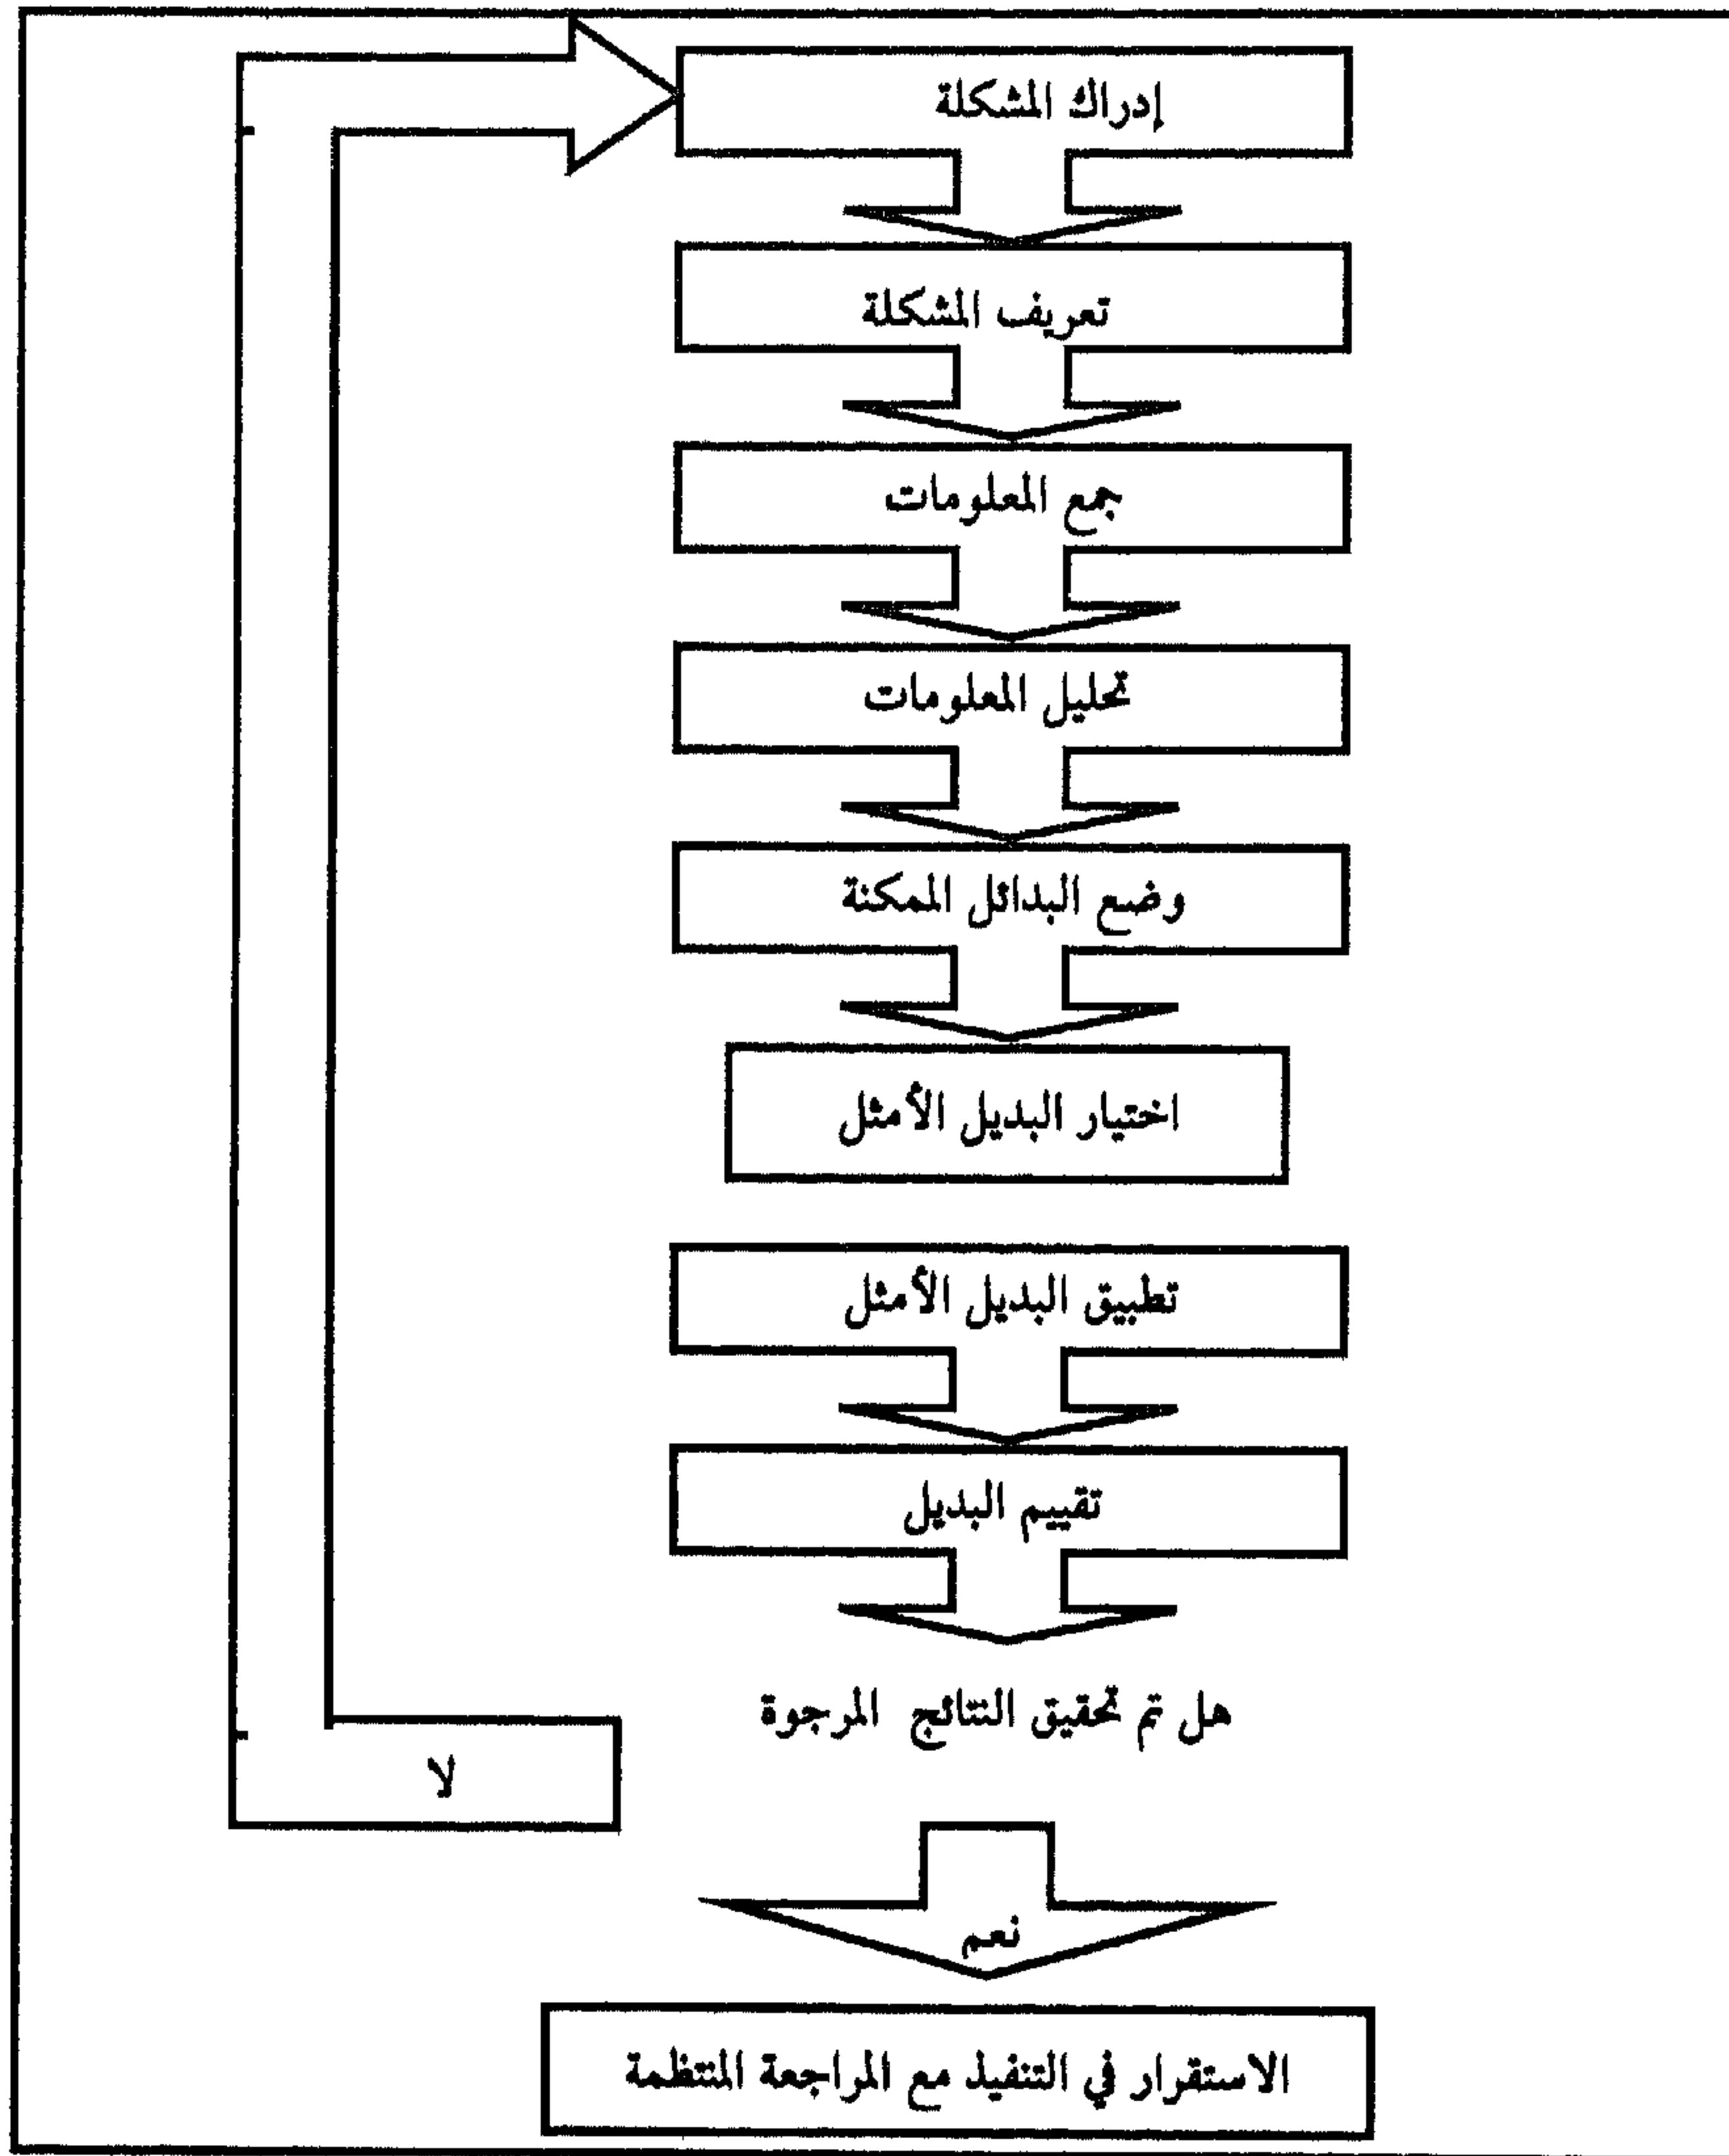 إدراك المشكلة
تعريف المشكلة
جمع المعلومات
تحليل المعلومات
وضع البدائل الممكنة
اختيار البديل الأمثل
تطبيق البديل الأمثل
تقييم البديل
هل تم تحقيق النتائج المرجوة
لا
نعم
الاستقرار في التنفيذ مع المراجعة المنتظمة